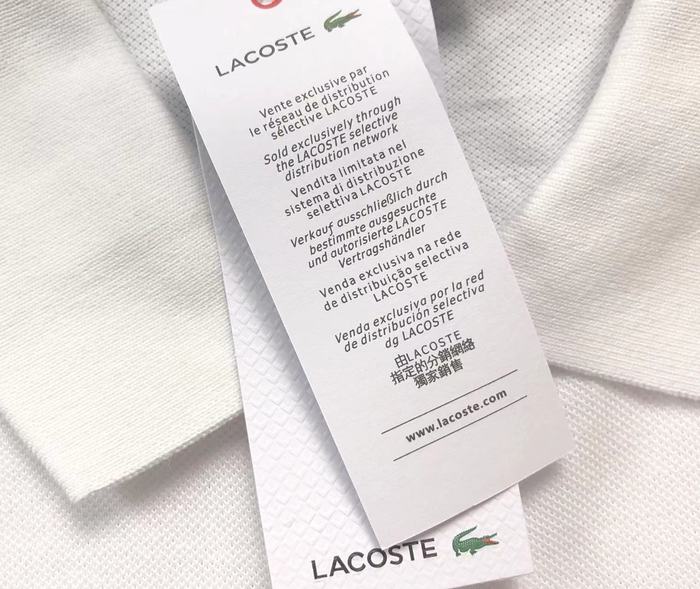 LACOSTE
Vente exclusive par
le réseau de distribution
sélective LACOSTE
Sold exclusively through
the LACOSTE selective
distribution network
Vendita limitata nel
sistema di distribuzione
selettiva LACOSTE
Verkauf ausschließlich durch
bestimmte ausgesuchte
und autorisierte LACOSTE
Vertragshändler
Venda exclusiva na rede
de distribuição selectiva
LACOSTE
Venda exclusiva por la red
de distribución selectiva
dg LACOSTE
由LACOSTE
指定的分銷網絡
獨家銷售
www.lacoste.com
LACOSTE